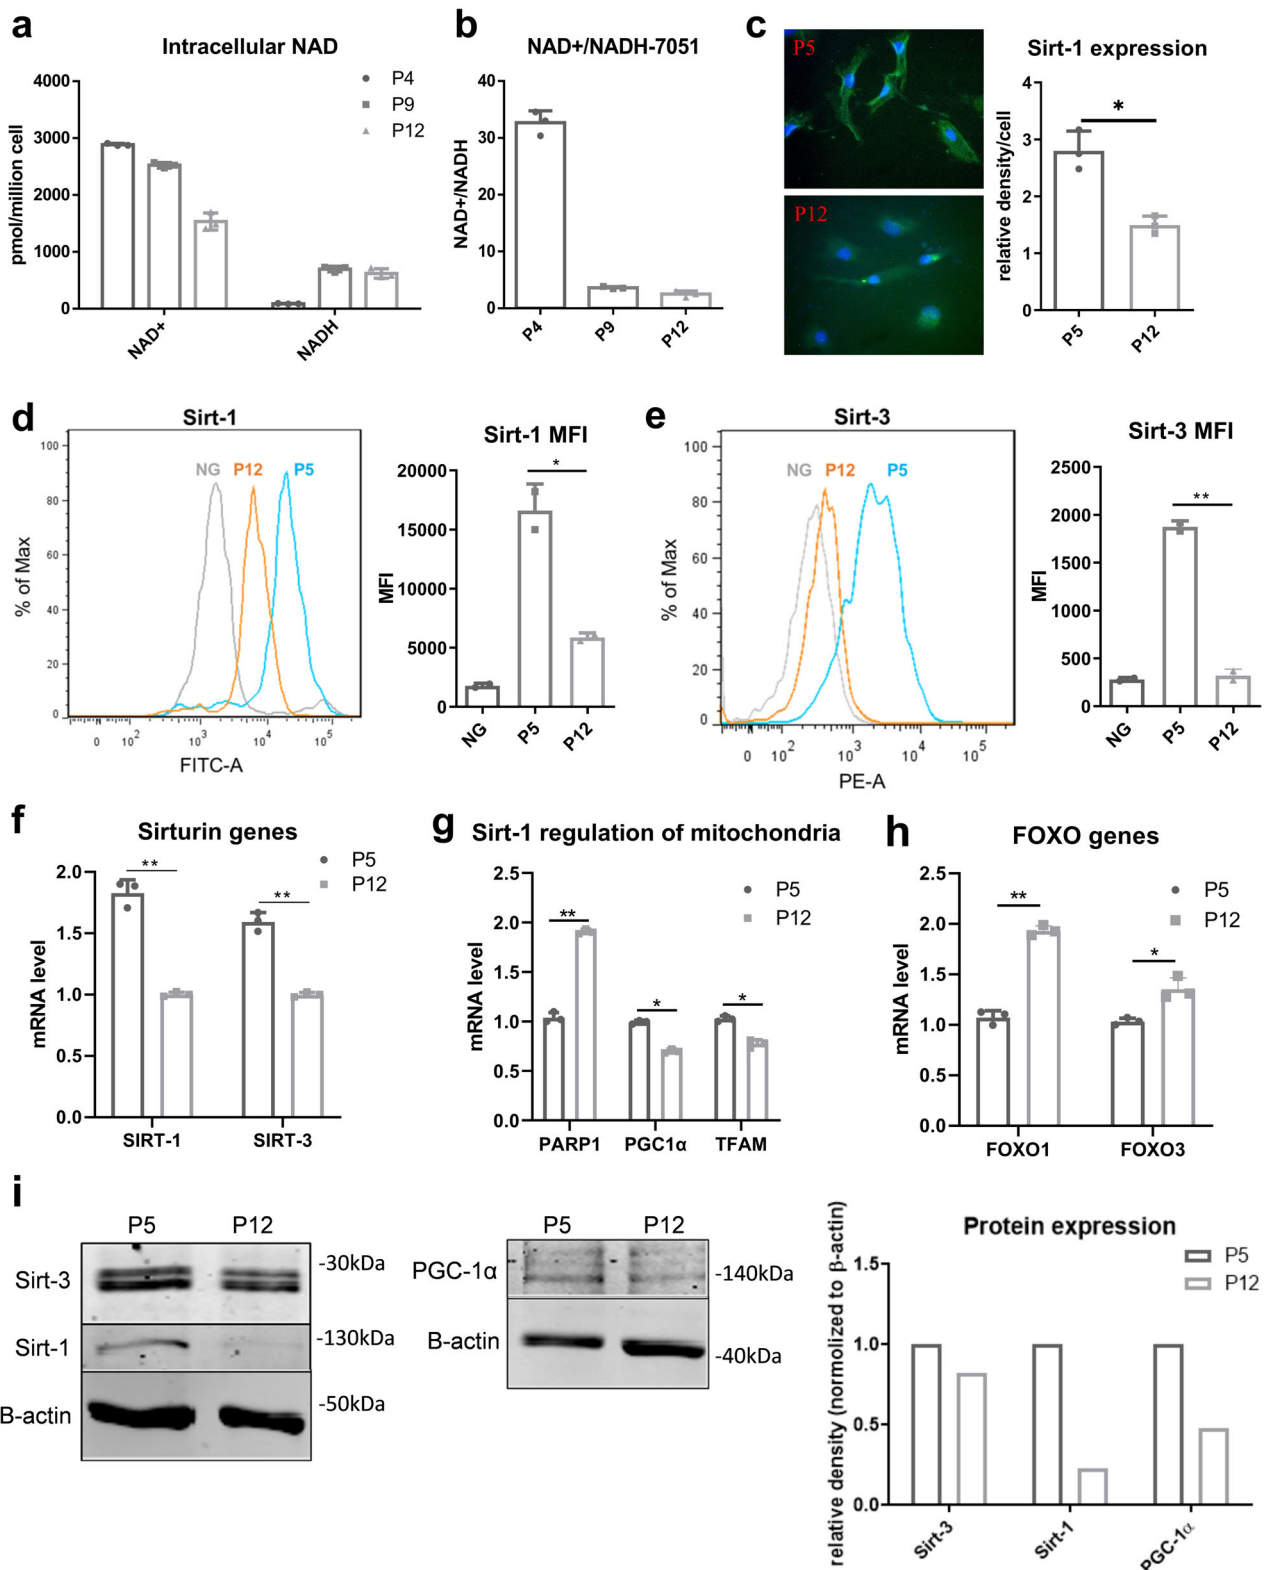 a
Intracellular NAD
4000
3000
2000
1000
0
pmol/million cell
P4
P9
P12
NAD+
NADH
b
NAD+/NADH-7051
40
30
20
10
0
NAD+/NADH
P4
P9
P12
c
P5
P12
Sirt-1 expression
*
4
3
2
1
0
relative density/cell
P5
P12
d
Sirt-1
NG
P12
P5
100
80
60
40
20
0
% of Max
0 10² 10³ 10⁴ 10⁵
FITC-A
Sirt-1 MFI
*
20000
15000
10000
5000
0
MFI
NG
P5
P12
e
Sirt-3
NG
P12
P5
100
80
60
40
20
0
% of Max
0 10² 10³ 10⁴ 10⁵
PE-A
Sirt-3 MFI
**
2500
2000
1500
1000
500
0
MFI
NG
P5
P12
f
Sirturin genes
P5
P12
**
**
2.0
1.5
1.0
0.5
0.0
mRNA level
SIRT-1
SIRT-3
g
Sirt-1 regulation of mitochondria
P5
P12
**
*
*
2.5
2.0
1.5
1.0
0.5
0.0
mRNA level
PARP1
PGC1α
TFAM
h
FOXO genes
P5
P12
**
*
2.5
2.0
1.5
1.0
0.5
0.0
mRNA level
FOXO1
FOXO3
i
P5 P12
Sirt-3
-30kDa
Sirt-1
-130kDa
B-actin
-50kDa
P5 P12
PGC-1α
-140kDa
B-actin
-40kDa
Protein expression
P5
P12
1.5
1.0
0.5
0.0
relative density (normalized to β-actin)
Sirt-3
Sirt-1
PGC-1α